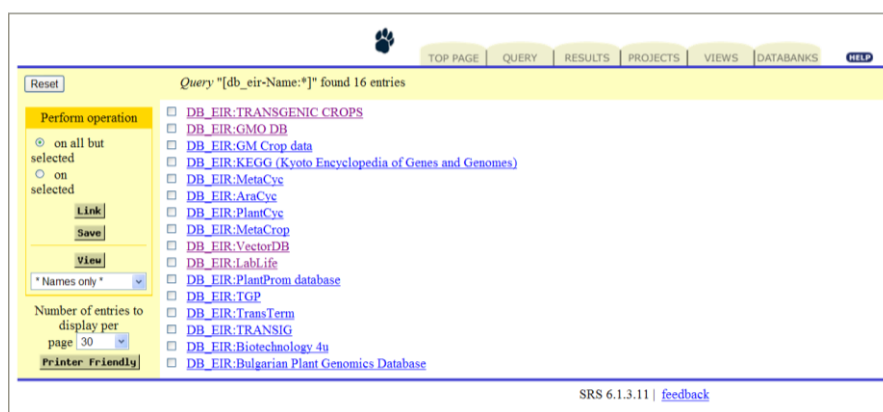 TOP PAGE QUERY RESULTS PROJECTS VIEWS DATABANKS HELP
Reset
Query "[db_eir-Name:*]" found 16 entries
Perform operation
on all but
selected
on
selected
Link
Save
View
* Names only *
Number of entries to
display per
page 30
Printer Friendly
DB_EIR:TRANSGENIC CROPS
DB_EIR:GMO DB
DB_EIR:GM Crop data
DB_EIR:KEGG (Kyoto Encyclopedia of Genes and Genomes)
DB_EIR:MetaCyc
DB_EIR:AraCyc
DB_EIR:PlantCyc
DB_EIR:MetaCrop
DB_EIR:VectorDB
DB_EIR:LabLife
DB_EIR:PlantProm database
DB_EIR:TGP
DB_EIR:TransTerm
DB_EIR:TRANSIG
DB_EIR:Biotechnology 4u
DB_EIR:Bulgarian Plant Genomics Database
SRS 6.1.3.11 | feedback